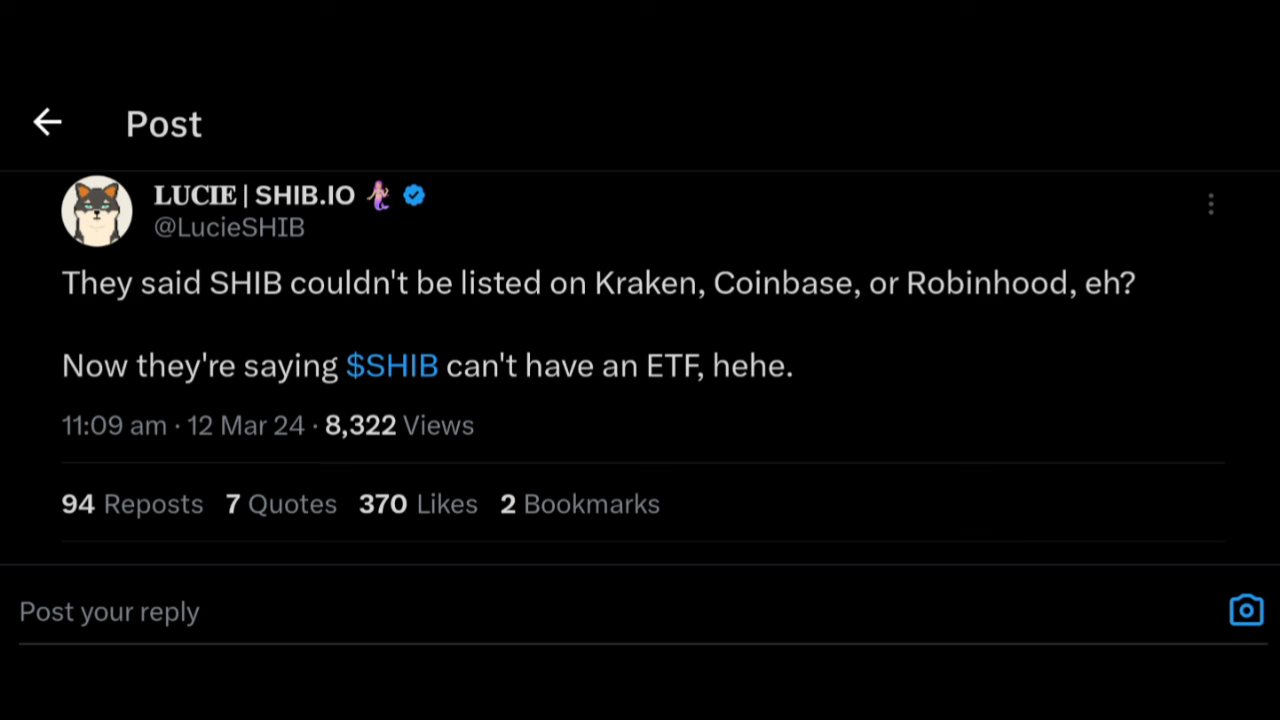 Post
LUCIE | SHIB.IO 🧜‍♀️
@LucieSHIB
They said SHIB couldn't be listed on Kraken, Coinbase, or Robinhood, eh?
Now they're saying $SHIB can't have an ETF, hehe.
11:09 am · 12 Mar 24 · 8,322 Views
94 Reposts 7 Quotes 370 Likes 2 Bookmarks
Post your reply